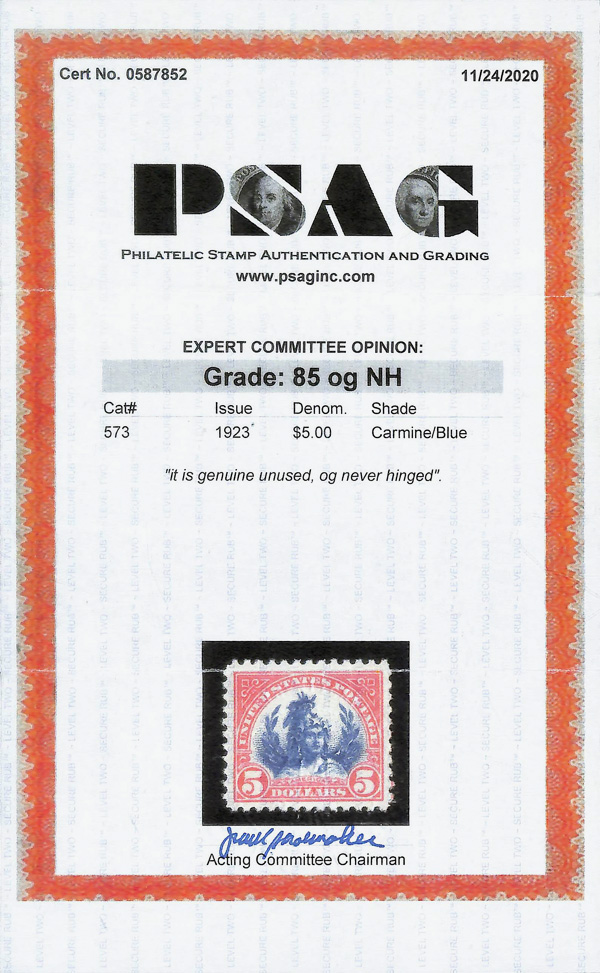 Cert No. 0587852 11/24/2020
PSAG
PHILATELIC STAMP AUTHENTICATION AND GRADING
www.psaginc.com
EXPERT COMMITTEE OPINION:
Grade: 85 og NH
Cat# Issue Denom. Shade
573 1923 $5.00 Carmine/Blue
"it is genuine unused, og never hinged".
UNITED STATES POSTAGE
AMERICA
5 5
DOLLARS
Acting Committee Chairman